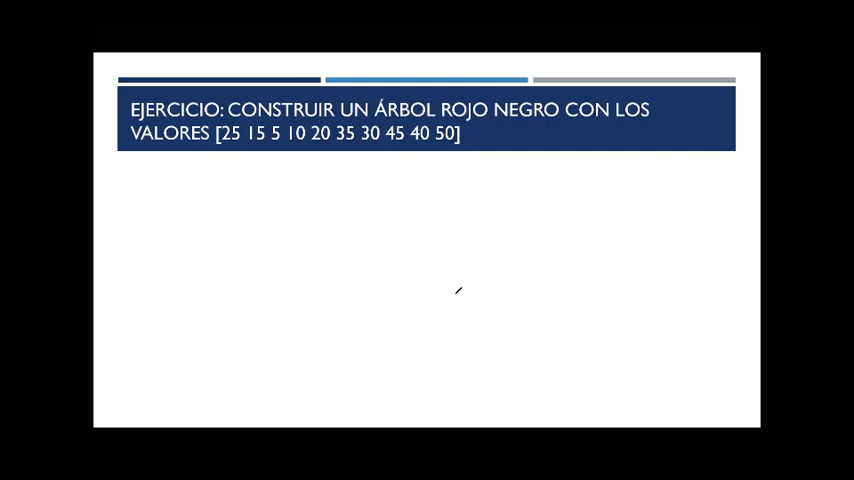 EJERCICIO: CONSTRUIR UN ÁRBOL ROJO NEGRO CON LOS
VALORES [25 15 5 10 20 35 30 45 40 50]